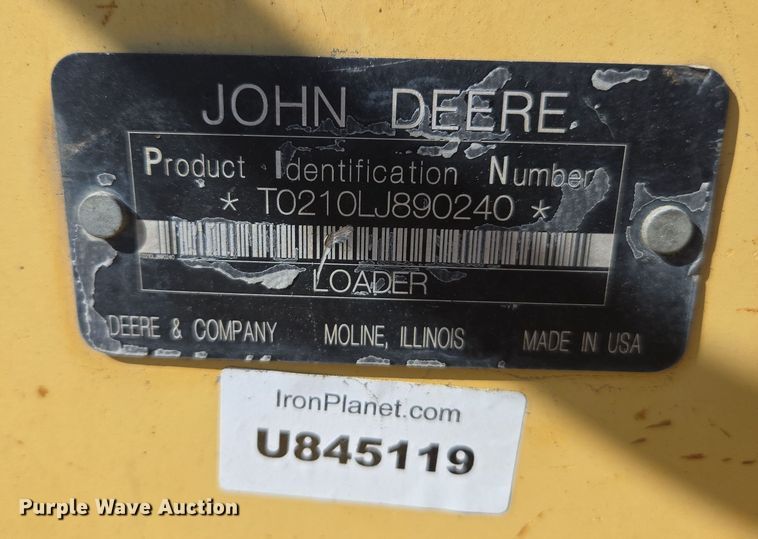 JOHN DEERE
Product Identification Number
* T0210LJ890240 *
LOADER
DEERE & COMPANY MOLINE, ILLINOIS MADE IN USA
IronPlanet.com
U845119
Purple Wave Auction